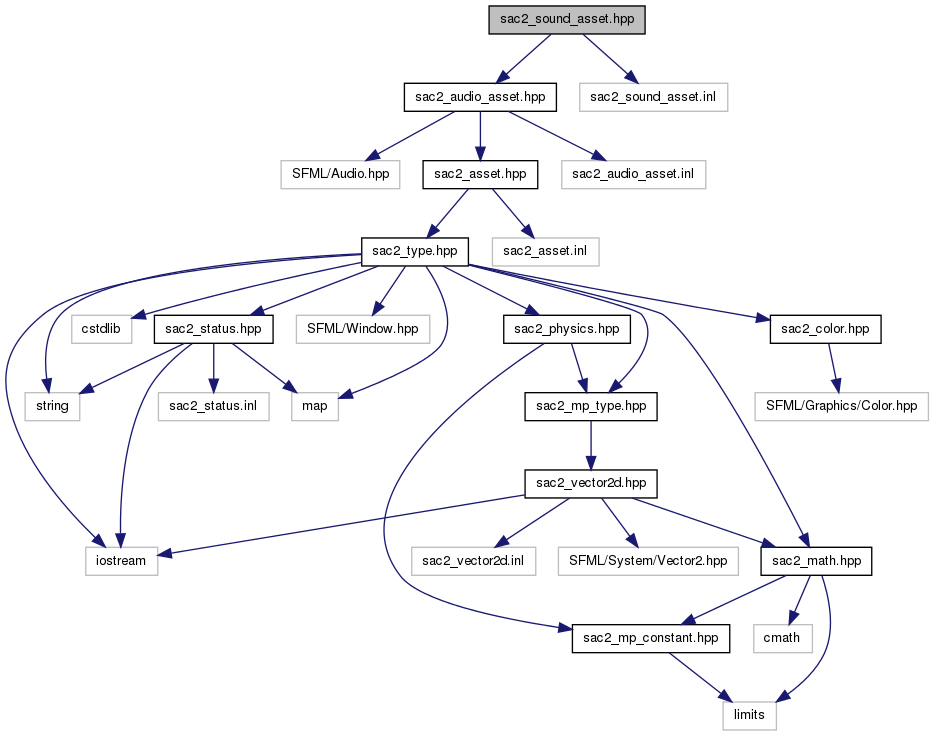 sac2_sound_asset.hpp
sac2_audio_asset.hpp
sac2_sound_asset.inl
SFML/Audio.hpp
sac2_asset.hpp
sac2_audio_asset.inl
sac2_type.hpp
sac2_asset.inl
cstdlib
sac2_status.hpp
SFML/Window.hpp
sac2_physics.hpp
sac2_color.hpp
string
sac2_status.inl
map
sac2_mp_type.hpp
SFML/Graphics/Color.hpp
sac2_vector2d.hpp
iostream
sac2_vector2d.inl
SFML/System/Vector2.hpp
sac2_math.hpp
sac2_mp_constant.hpp
cmath
limits